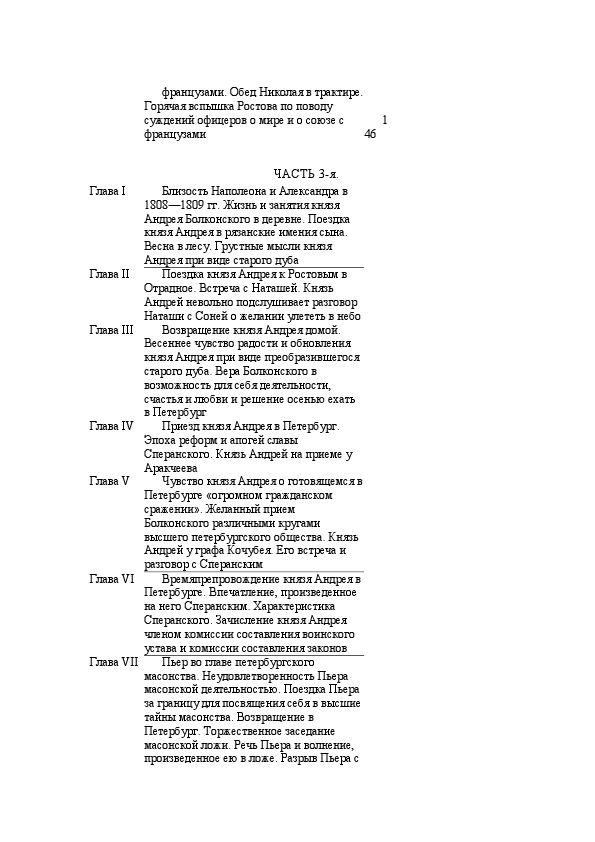 французами. Обед Николая в трактире.
Горячая вспышка Ростова по поводу
суждений офицеров о мире и о союзе с 1
французами 46
ЧАСТЬ 3-я.
Глава I Близость Наполеона и Александра в
1808—1809 гг. Жизнь и занятия князя
Андрея Болконского в деревне. Поездка
князя Андрея в рязанские имения сына.
Весна в лесу. Грустные мысли князя
Андрея при виде старого дуба
Глава II Поездка князя Андрея к Ростовым в
Отрадное. Встреча с Наташей. Князь
Андрей невольно подслушивает разговор
Наташи с Соней о желании улететь в небо
Глава III Возвращение князя Андрея домой.
Весеннее чувство радости и обновления
князя Андрея при виде преобразившегося
старого дуба. Вера Болконского в
возможность для себя деятельности,
счастья и любви и решение осенью ехать
в Петербург
Глава IV Приезд князя Андрея в Петербург.
Эпоха реформ и апогей славы
Сперанского. Князь Андрей на приеме у
Аракчеева
Глава V Чувство князя Андрея о готовящемся в
Петербурге «огромном гражданском
сражении». Желанный прием
Болконского различными кругами
высшего петербургского общества. Князь
Андрей у графа Кочубея. Его встреча и
разговор с Сперанским
Глава VI Времяпрепровождение князя Андрея в
Петербурге. Впечатление, произведенное
на него Сперанским. Характеристика
Сперанского. Зачисление князя Андрея
членом комиссии составления воинского
устава и комиссии составления законов
Глава VII Пьер во главе петербургского
масонства. Неудовлетворенность Пьера
масонской деятельностью. Поездка Пьера
за границу для посвящения себя в высшие
тайны масонства. Возвращение в
Петербург. Торжественное заседание
масонской ложи. Речь Пьера и волнение,
произведенное ею в ложе. Разрыв Пьера с